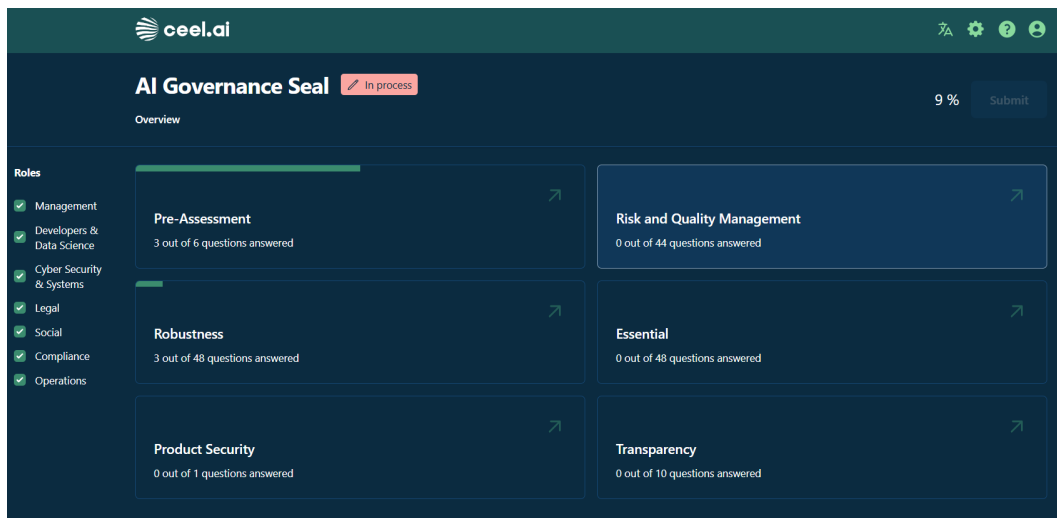 ceel.ai
AI Governance Seal
In process
Overview
9 %
Submit
Roles
Management
Developers &
Data Science
Cyber Security
& Systems
Legal
Social
Compliance
Operations
Pre-Assessment
3 out of 6 questions answered
Risk and Quality Management
0 out of 44 questions answered
Robustness
3 out of 48 questions answered
Essential
0 out of 48 questions answered
Product Security
0 out of 1 questions answered
Transparency
0 out of 10 questions answered